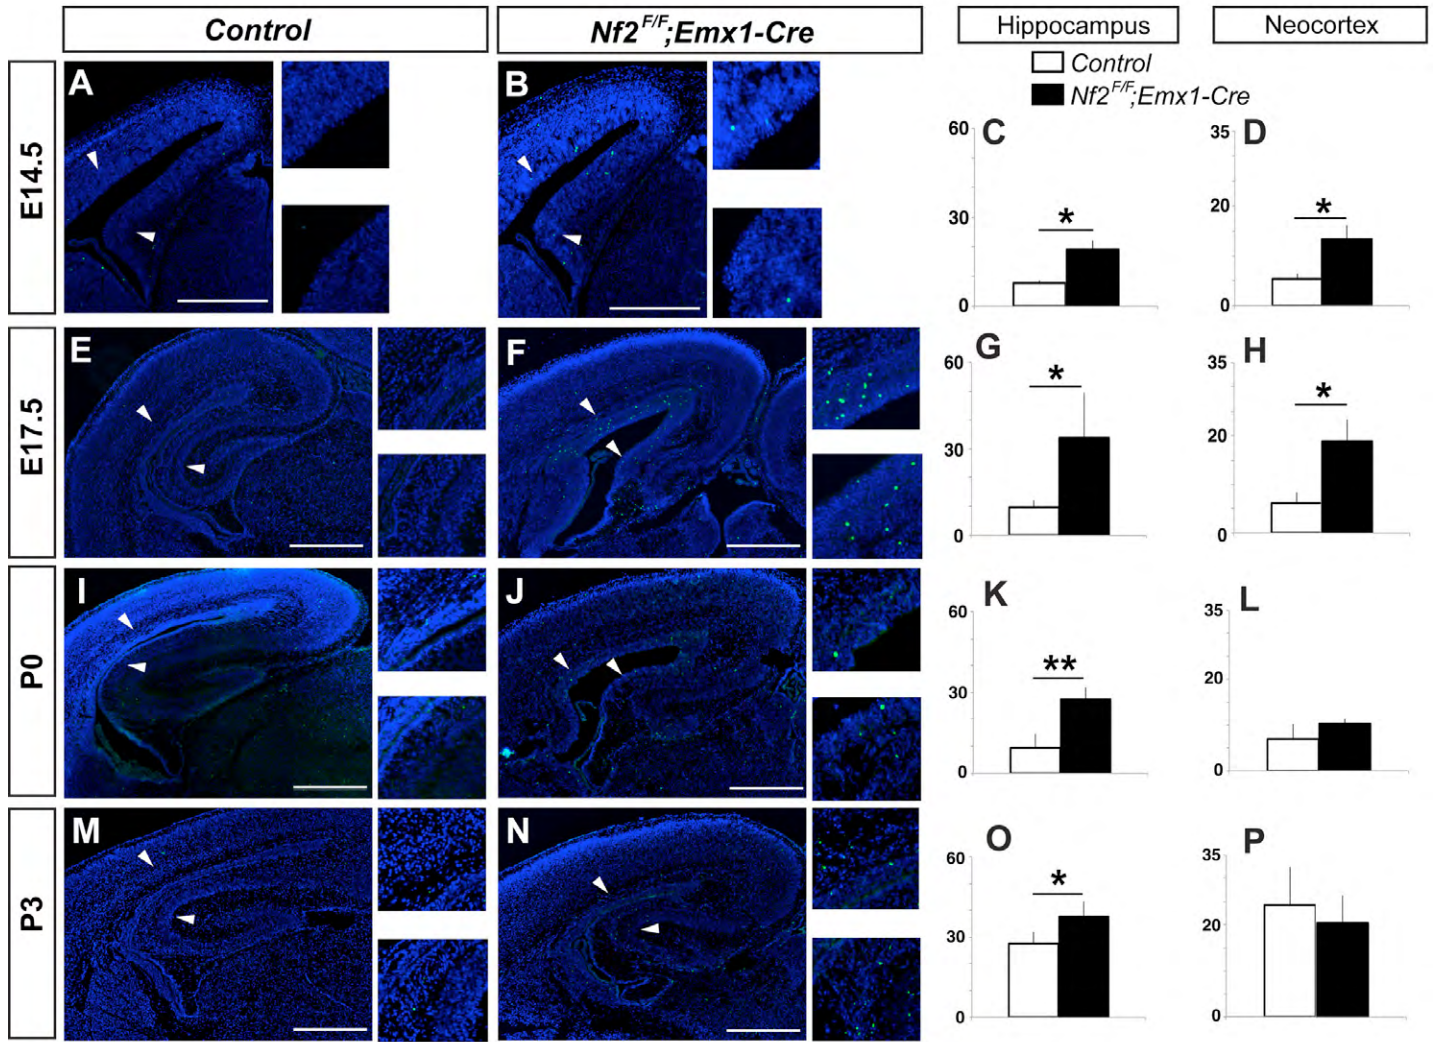 Control
Nf2F/F;Emx1-Cre
Hippocampus
Neocortex
Control
Nf2F/F;Emx1-Cre
E14.5
A
B
C
60
30
0
*
D
35
20
0
*
E17.5
E
F
G
60
30
0
*
H
35
20
0
*
P0
I
J
K
60
30
0
**
L
35
20
0
P3
M
N
O
60
30
0
*
P
35
20
0